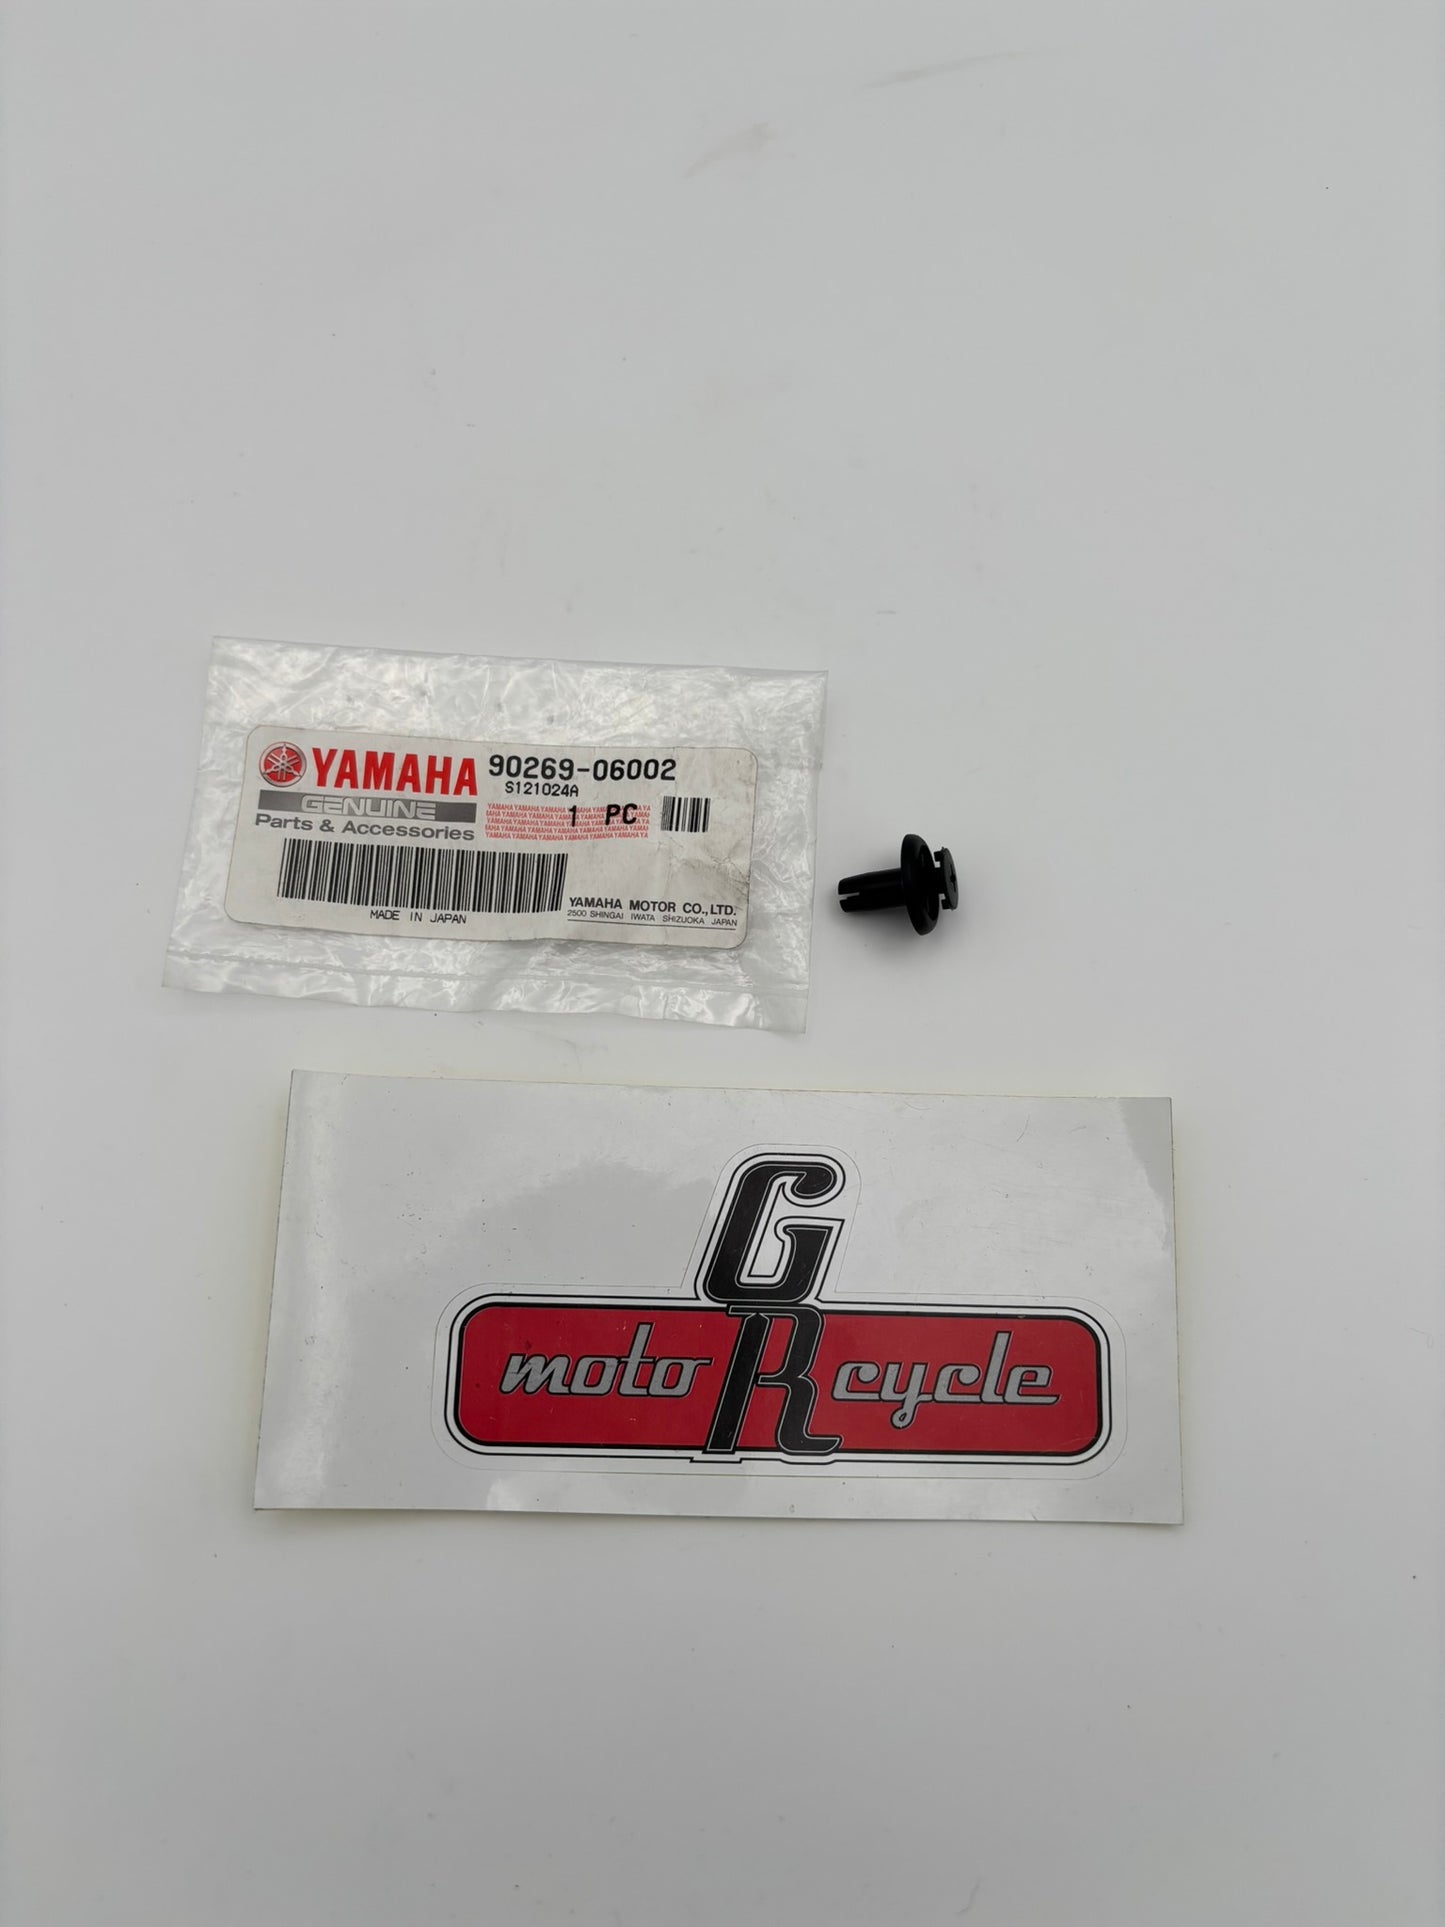 YAMAHA 90269-06002
S121024A
GENUINE
Parts & Accessories
1 PC
MADE IN JAPAN
YAMAHA MOTOR CO.,LTD.
2500 SHINGAI IWATA SHIZUOKA JAPAN
G
moto R cycle